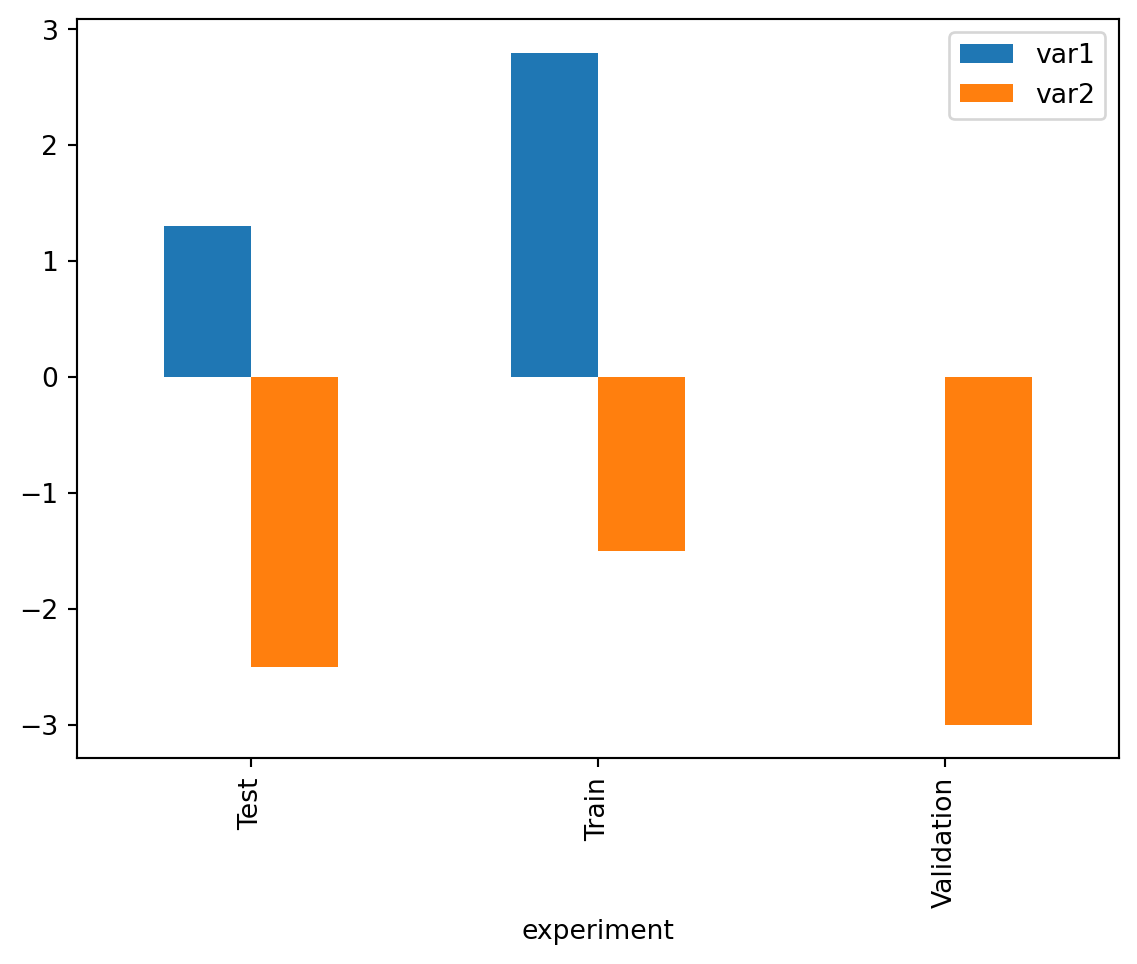 3
2
1
0
−1
−2
−3
var1
var2
Test
Train
Validation
experiment